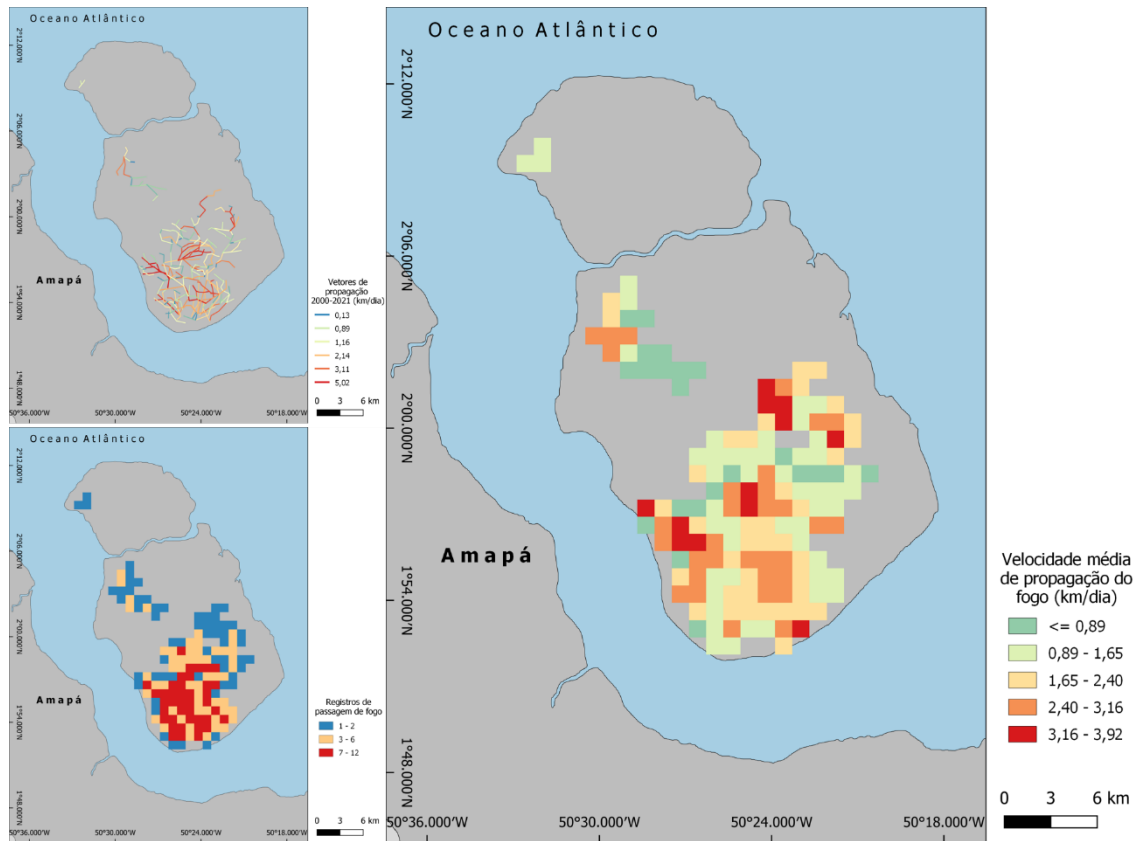 Oceano Atlântico
2°12.000'N
2°06.000'N
2°00.000'N
Amapá
1°54.000'N
1°48.000'N
50°36.000'W
50°30.000'W
50°24.000'W
50°18.000'W
Vetores de
propagação
2000-2021 (km/dia)
0,13
0,89
1,16
2,14
3,11
5,02
0 3 6 km
Oceano Atlântico
2°12.000'N
2°06.000'N
2°00.000'N
Amapá
1°54.000'N
1°48.000'N
50°36.000'W
50°30.000'W
50°24.000'W
50°18.000'W
Registros de
passagem de fogo
1 - 2
3 - 6
7 - 12
0 3 6 km
Oceano Atlântico
2°12.000'N
2°06.000'N
2°00.000'N
Amapá
1°54.000'N
1°48.000'N
50°36.000'W
50°30.000'W
50°24.000'W
50°18.000'W
Velocidade média
de propagação do
fogo (km/dia)
<= 0,89
0,89 - 1,65
1,65 - 2,40
2,40 - 3,16
3,16 - 3,92
0 3 6 km